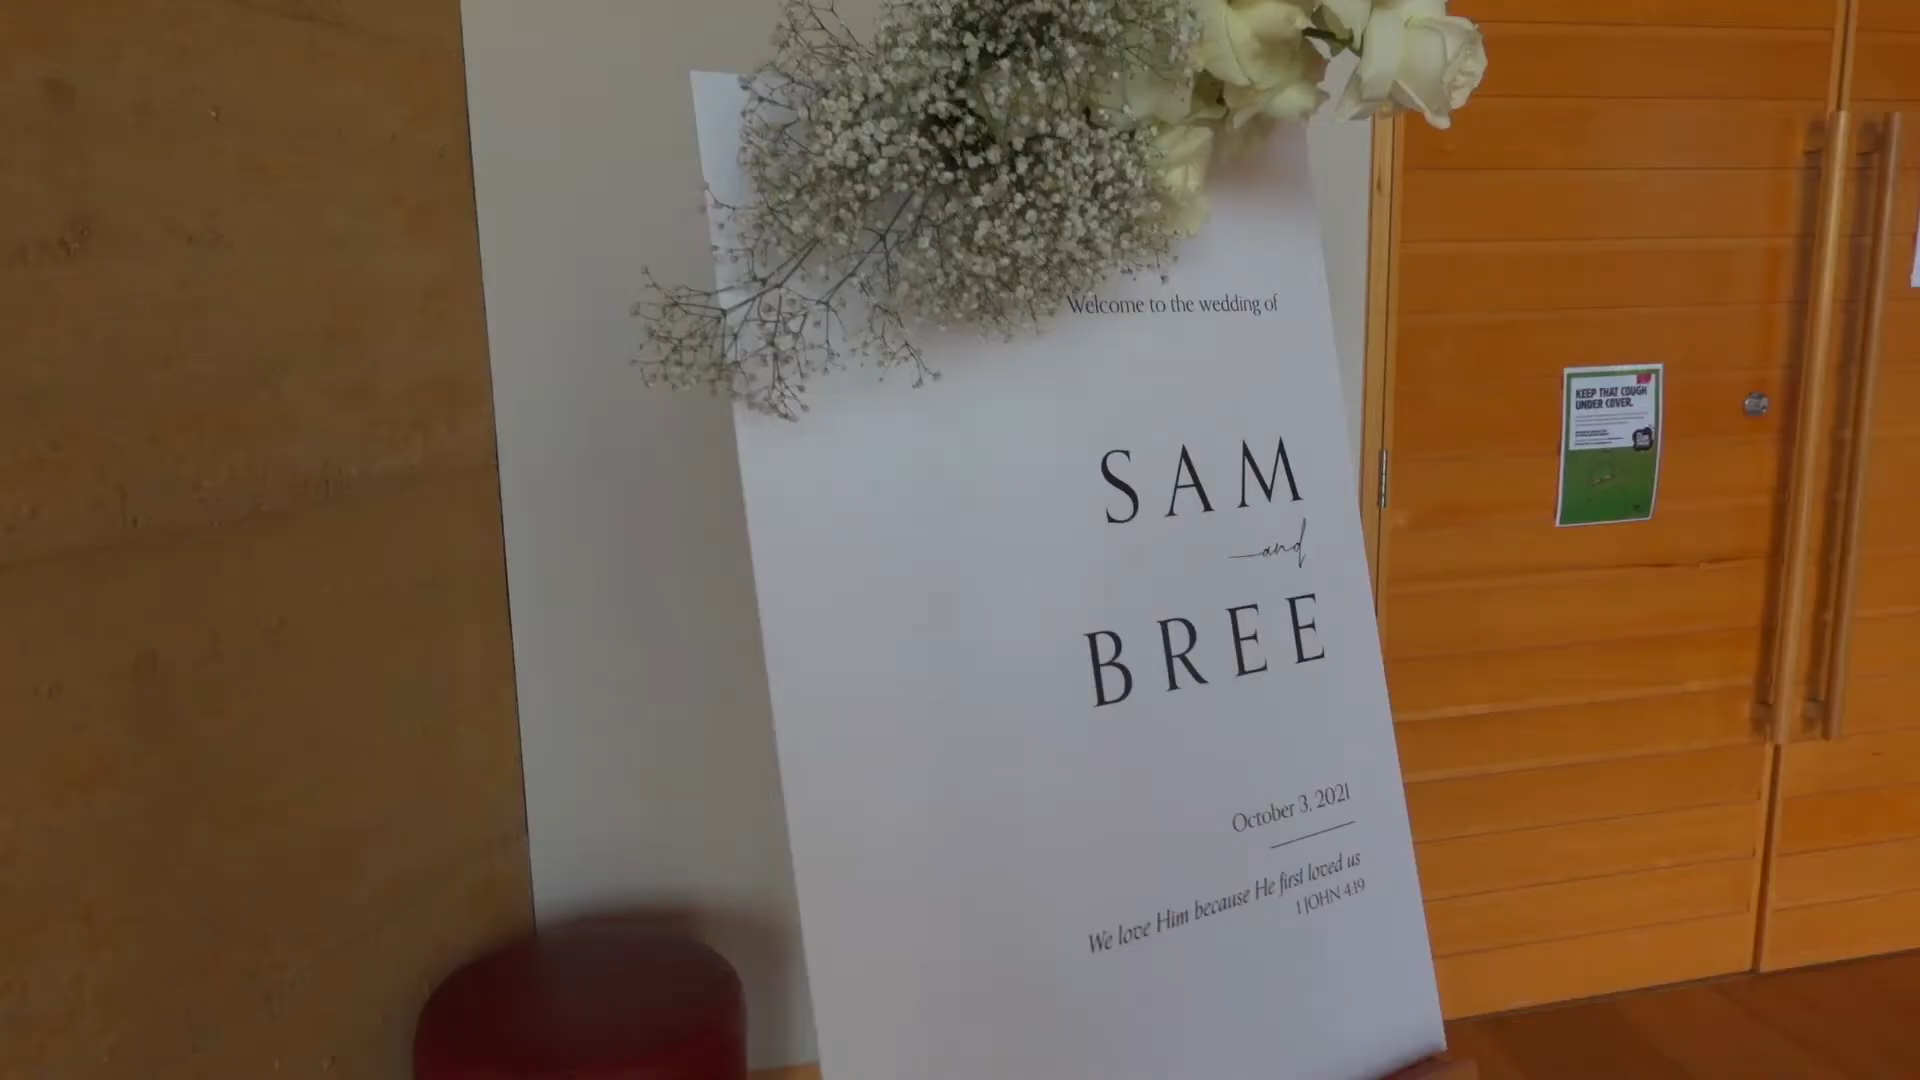 Welcome to the wedding of
SAM
and
BREE
October 3, 2021
We love Him because He first loved us
1 JOHN 4:19
KEEP THAT COUGH
UNDER COVER.